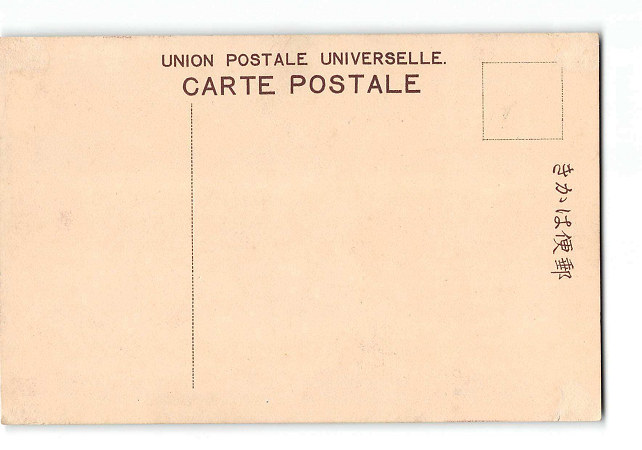 UNION POSTALE UNIVERSELLE.
CARTE POSTALE
きかは便郵